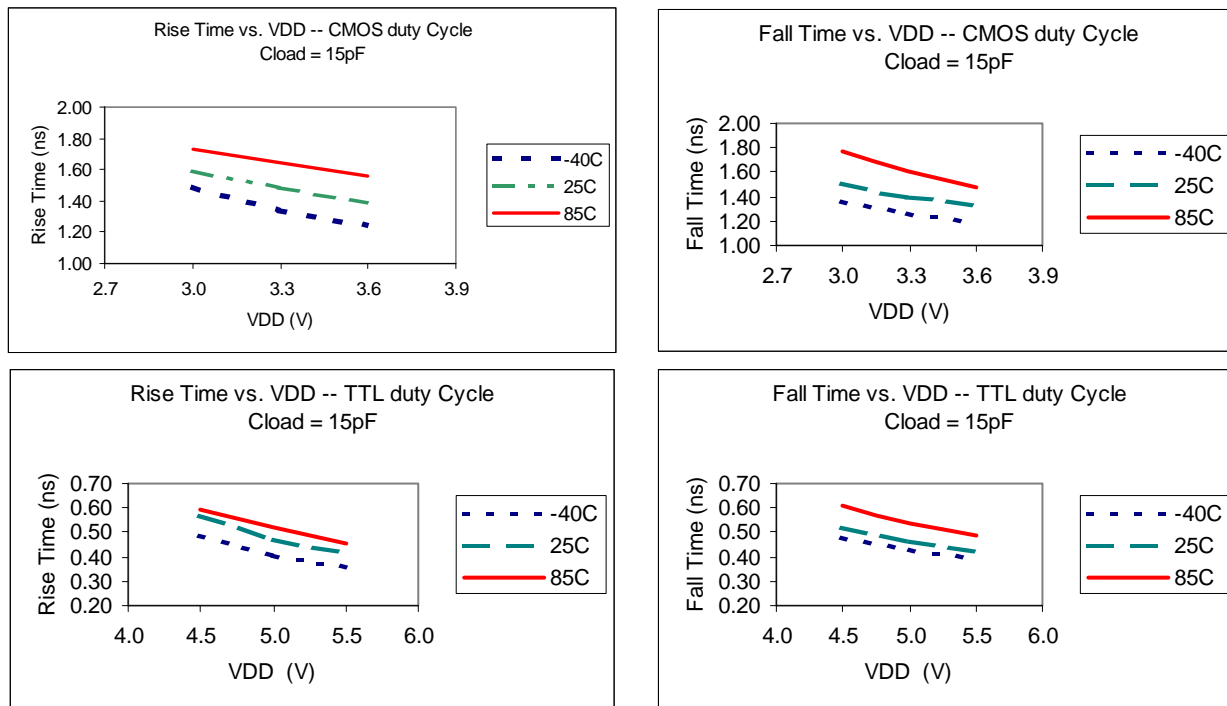 Rise Time vs. VDD -- CMOS duty Cycle
Cload = 15pF
Rise Time (ns)
2.00
1.80
1.60
1.40
1.20
1.00
2.7 3.0 3.3 3.6 3.9
VDD (V)
-40C
25C
85C
Fall Time vs. VDD -- CMOS duty Cycle
Cload = 15pF
Fall Time (ns)
2.00
1.80
1.60
1.40
1.20
1.00
2.7 3.0 3.3 3.6 3.9
VDD (V)
-40C
25C
85C
Rise Time vs. VDD -- TTL duty Cycle
Cload = 15pF
Rise Time (ns)
0.70
0.60
0.50
0.40
0.30
0.20
4.0 4.5 5.0 5.5 6.0
VDD (V)
-40C
25C
85C
Fall Time vs. VDD -- TTL duty Cycle
Cload = 15pF
Fall Time (ns)
0.70
0.60
0.50
0.40
0.30
0.20
4.0 4.5 5.0 5.5 6.0
VDD (V)
-40C
25C
85C